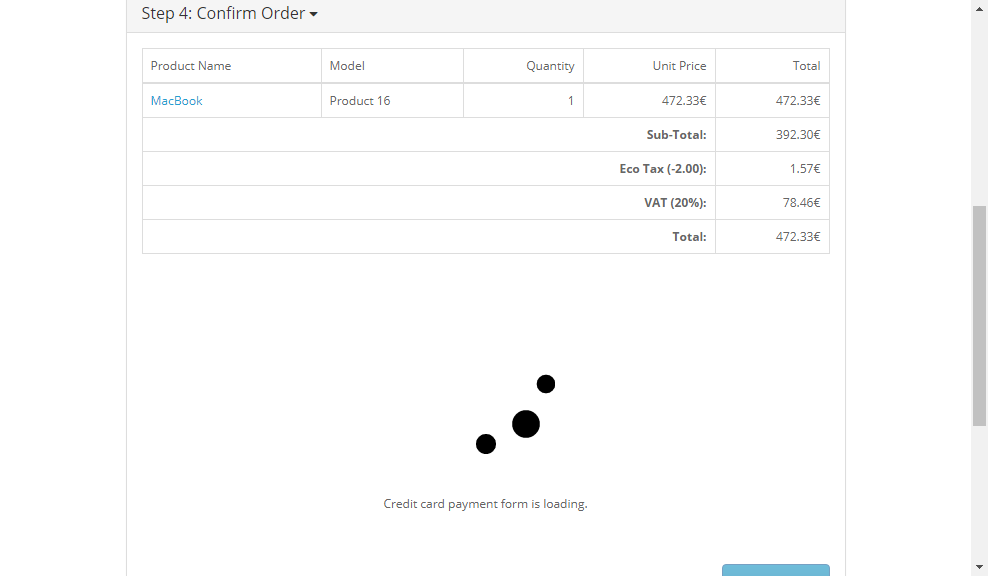 Step 4: Confirm Order
Product Name Model Quantity Unit Price Total
MacBook Product 16 1 472.33€ 472.33€
Sub-Total: 392.30€
Eco Tax (-2.00): 1.57€
VAT (20%): 78.46€
Total: 472.33€
Credit card payment form is loading.